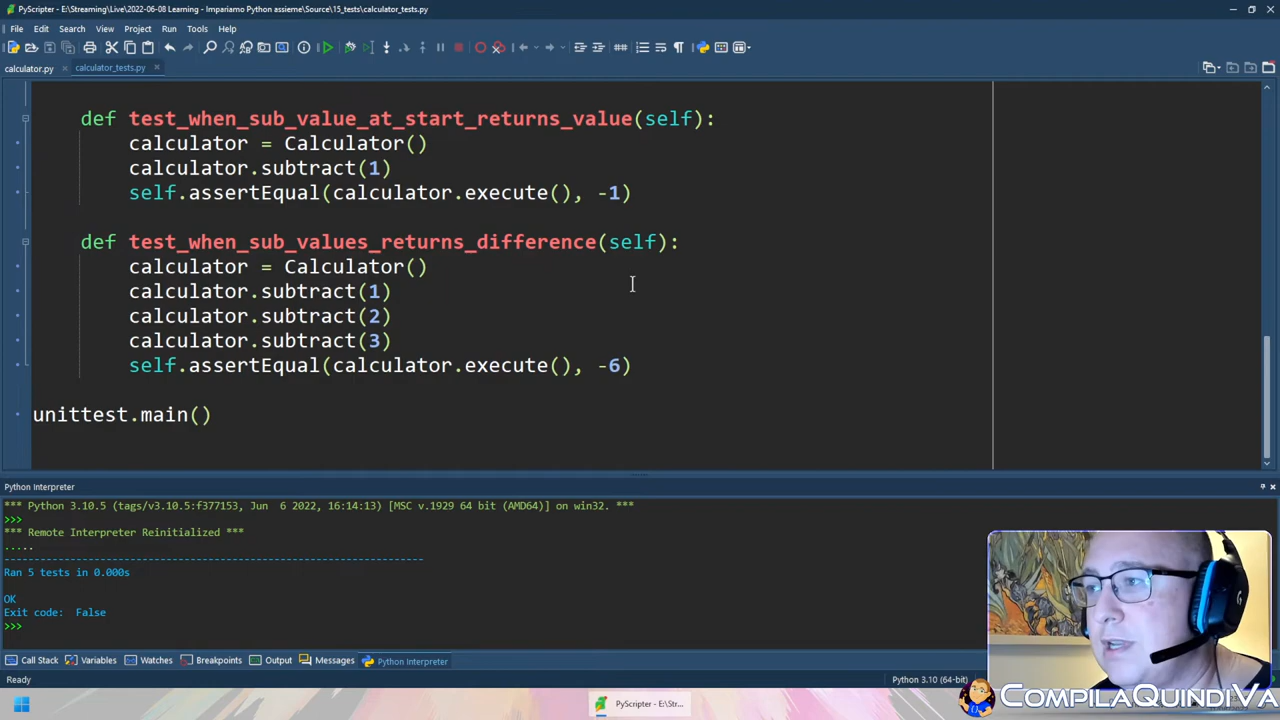 PyScripter - E:\Streaming\Live\2022-06-08 Learning - Impariamo Python assieme\Source\15_tests\calculator_tests.py
File Edit Search View Project Run Tools Help
calculator.py × calculator_tests.py ×
def test_when_sub_value_at_start_returns_value(self):
calculator = Calculator()
calculator.subtract(1)
self.assertEqual(calculator.execute(), -1)
def test_when_sub_values_returns_difference(self):
calculator = Calculator()
calculator.subtract(1)
calculator.subtract(2)
calculator.subtract(3)
self.assertEqual(calculator.execute(), -6)
unittest.main()
Python Interpreter
*** Python 3.10.5 (tags/v3.10.5:f377153, Jun  6 2022, 16:14:13) [MSC v.1929 64 bit (AMD64)] on win32. ***
>>>
*** Remote Interpreter Reinitialized ***
.....
----------------------------------------------------------------------
Ran 5 tests in 0.000s
OK
Exit code:  False
>>>
Call Stack Variables Watches Breakpoints Output Messages Python Interpreter
Ready Python 3.10 (64-bit)
PyScripter - E:\Str...
COMPILAQUINDIVA